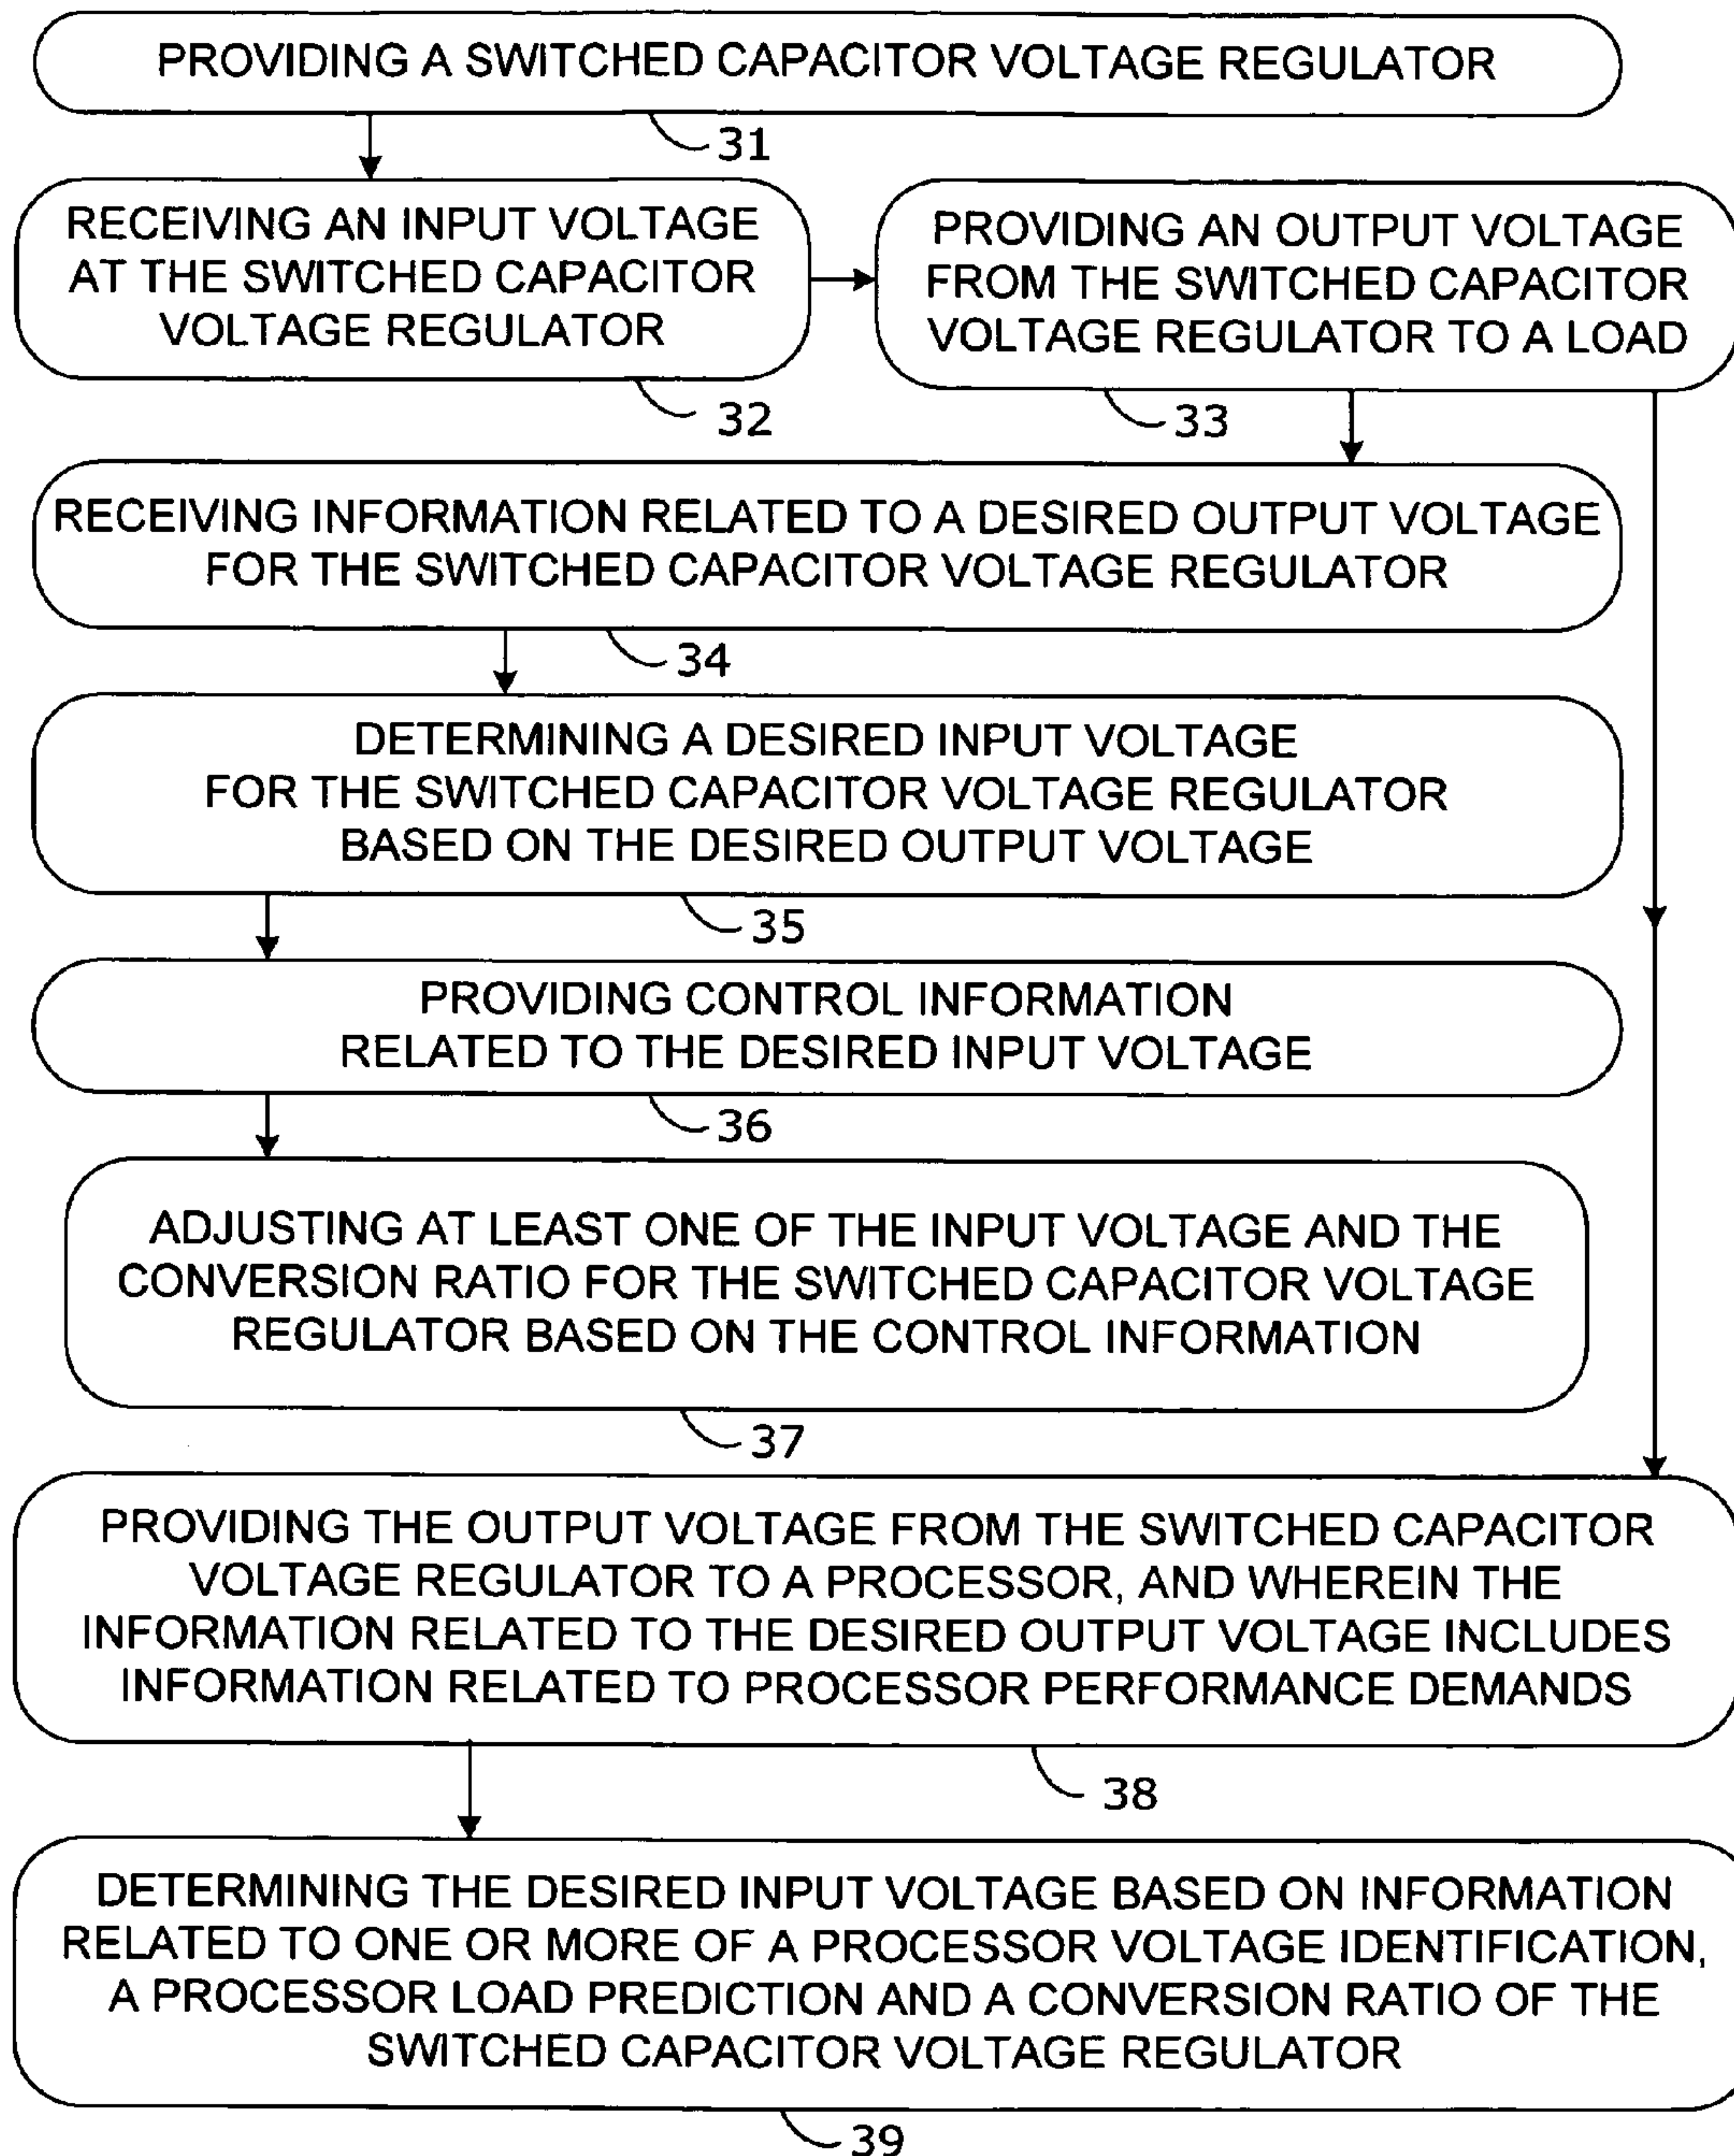 PROVIDING A SWITCHED CAPACITOR VOLTAGE REGULATOR
31
RECEIVING AN INPUT VOLTAGE
AT THE SWITCHED CAPACITOR
VOLTAGE REGULATOR
32
PROVIDING AN OUTPUT VOLTAGE
FROM THE SWITCHED CAPACITOR
VOLTAGE REGULATOR TO A LOAD
33
RECEIVING INFORMATION RELATED TO A DESIRED OUTPUT VOLTAGE
FOR THE SWITCHED CAPACITOR VOLTAGE REGULATOR
34
DETERMINING A DESIRED INPUT VOLTAGE
FOR THE SWITCHED CAPACITOR VOLTAGE REGULATOR
BASED ON THE DESIRED OUTPUT VOLTAGE
35
PROVIDING CONTROL INFORMATION
RELATED TO THE DESIRED INPUT VOLTAGE
36
ADJUSTING AT LEAST ONE OF THE INPUT VOLTAGE AND THE
CONVERSION RATIO FOR THE SWITCHED CAPACITOR VOLTAGE
REGULATOR BASED ON THE CONTROL INFORMATION
37
PROVIDING THE OUTPUT VOLTAGE FROM THE SWITCHED CAPACITOR
VOLTAGE REGULATOR TO A PROCESSOR, AND WHEREIN THE
INFORMATION RELATED TO THE DESIRED OUTPUT VOLTAGE INCLUDES
INFORMATION RELATED TO PROCESSOR PERFORMANCE DEMANDS
38
DETERMINING THE DESIRED INPUT VOLTAGE BASED ON INFORMATION
RELATED TO ONE OR MORE OF A PROCESSOR VOLTAGE IDENTIFICATION,
A PROCESSOR LOAD PREDICTION AND A CONVERSION RATIO OF THE
SWITCHED CAPACITOR VOLTAGE REGULATOR
39